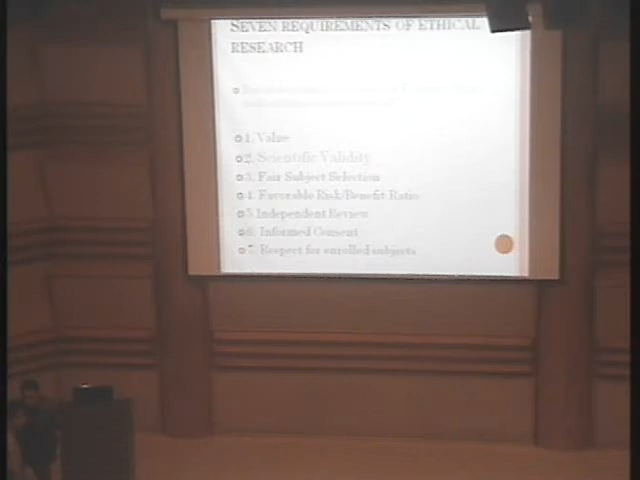 SEVEN REQUIREMENTS OF ETHICAL
RESEARCH
1. Value
2. Scientific Validity
3. Fair Subject Selection
4. Favorable Risk/Benefit Ratio
5. Independent Review
6. Informed Consent
7. Respect for enrolled subjects